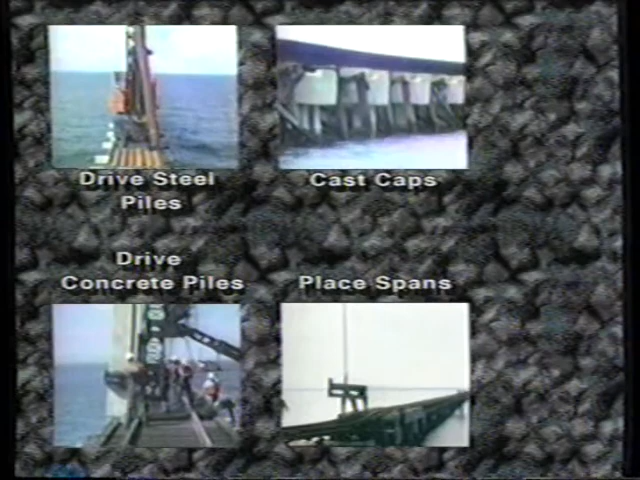 Drive Steel
Piles
Cast Caps
Drive
Concrete Piles
Place Spans